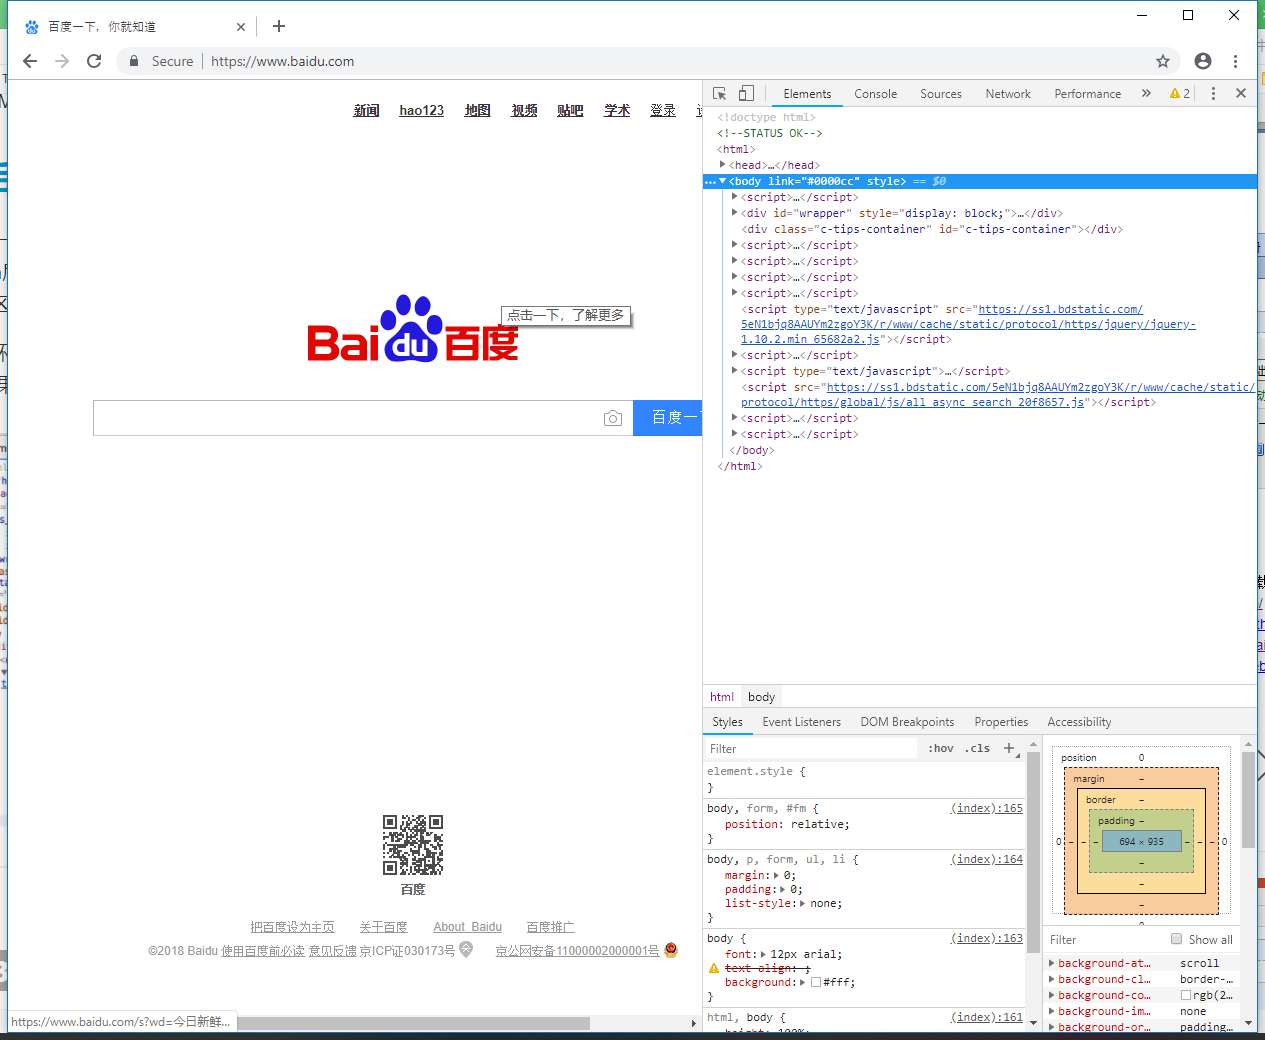 百度一下，你就知道
Secure
https://www.baidu.com
新闻 hao123 地图 视频 贴吧 学术 登录
点击一下，了解更多
Bai du 百度
百度一
百度
把百度设为主页 关于百度 About Baidu 百度推广
©2018 Baidu 使用百度前必读 意见反馈 京ICP证030173号 京公网安备11000002000001号
https://www.baidu.com/s?wd=今日新鲜...
Elements Console Sources Network Performance » 2
<!doctype html>
<!--STATUS OK-->
<html>
<head>…</head>
<body link="#0000cc" style> == $0
<script>…</script>
<div id="wrapper" style="display: block;">…</div>
<div class="c-tips-container" id="c-tips-container"></div>
<script>…</script>
<script>…</script>
<script>…</script>
<script>…</script>
<script type="text/javascript" src="https://ss1.bdstatic.com/
5eN1bjq8AAUYm2zgoY3K/r/www/cache/static/protocol/https/jquery/jquery-
1.10.2.min_65682a2.js"></script>
<script>…</script>
<script type="text/javascript">…</script>
<script src="https://ss1.bdstatic.com/5eN1bjq8AAUYm2zgoY3K/r/www/cache/static/
protocol/https/global/js/all_async_search_20f8657.js"></script>
<script>…</script>
<script>…</script>
</body>
</html>
html body
Styles Event Listeners DOM Breakpoints Properties Accessibility
Filter :hov .cls +
element.style {
}
body, form, #fm { (index):165
position: relative;
}
body, p, form, ul, li { (index):164
margin: 0;
padding: 0;
list-style: none;
}
body { (index):163
font: 12px arial;
text-align: ;
background: #fff;
}
html, body { (index):161
height: 100%;
position 0
margin –
border –
padding –
0 – – – 694 × 935 – – – 0
–
–
–
Filter Show all
background-at… scroll
background-cl… border-…
background-co… rgb(2…
background-im… none
background-or… padding…